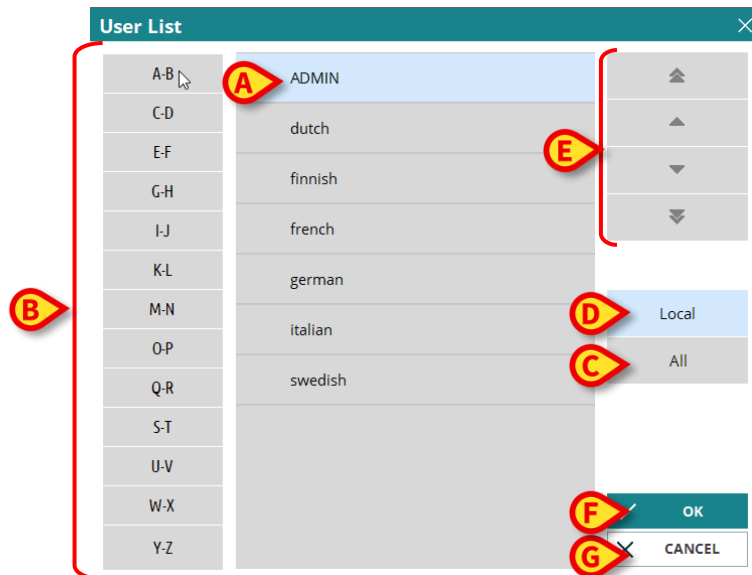 User List
A-B
C-D
E-F
G-H
I-J
K-L
M-N
O-P
Q-R
S-T
U-V
W-X
Y-Z
ADMIN
dutch
finnish
french
german
italian
swedish
Local
All
OK
CANCEL
A
B
E
D
C
F
G